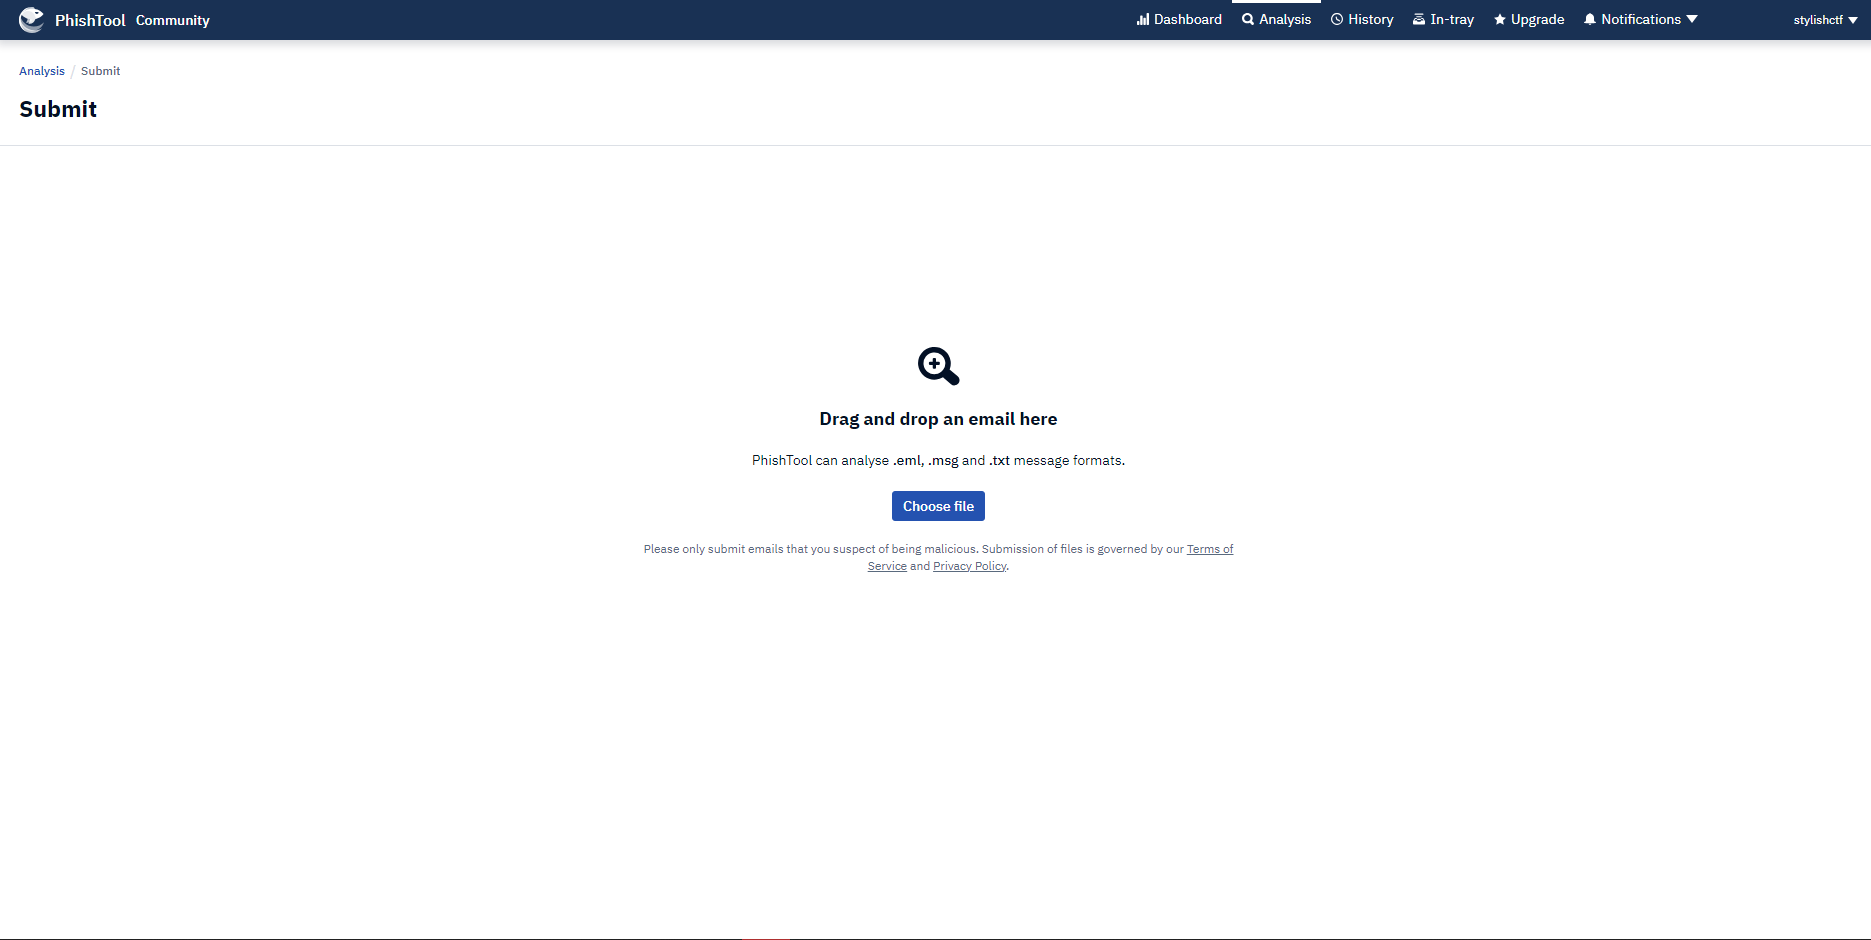 PhishTool Community
Dashboard Analysis History In-tray Upgrade Notifications stylishctf
Analysis / Submit
Submit
Drag and drop an email here
PhishTool can analyse .eml, .msg and .txt message formats.
Choose file
Please only submit emails that you suspect of being malicious. Submission of files is governed by our Terms of
Service and Privacy Policy.